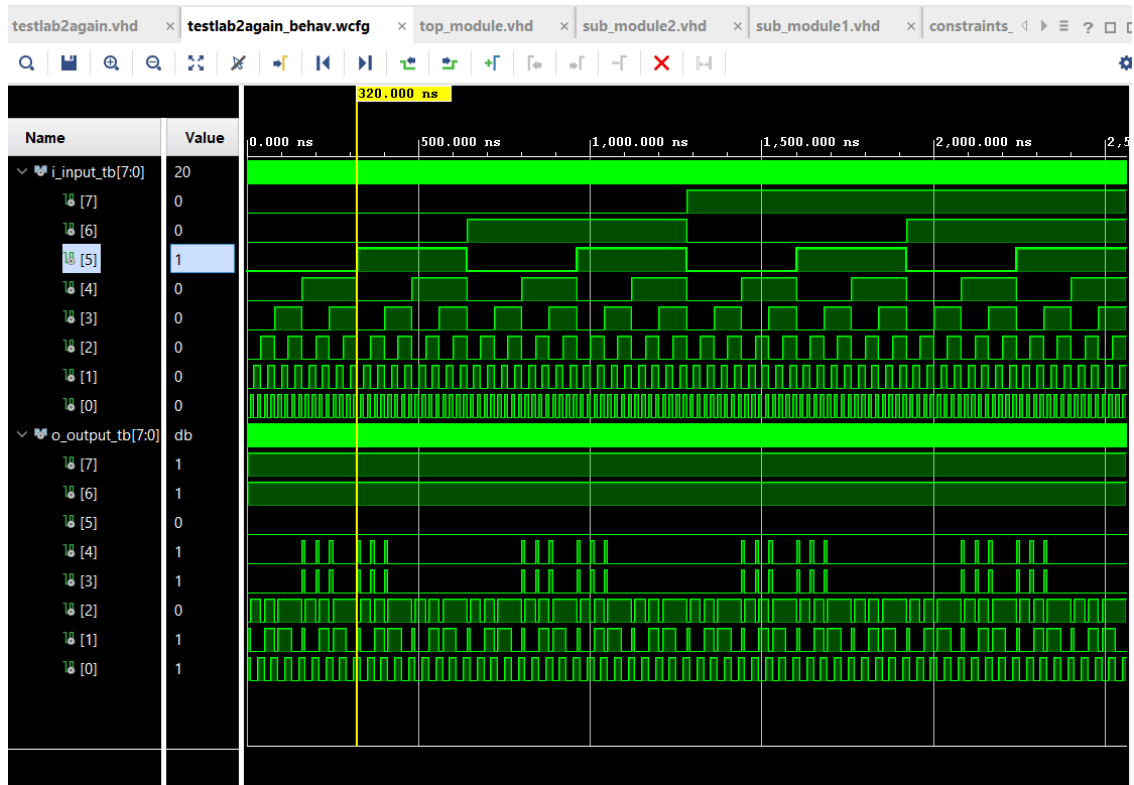 testlab2again.vhd × testlab2again_behav.wcfg × top_module.vhd × sub_module2.vhd × sub_module1.vhd × constraints_ ?
320.000 ns
Name Value
0.000 ns 500.000 ns 1,000.000 ns 1,500.000 ns 2,000.000 ns 2,5
i_input_tb[7:0] 20
[7] 0
[6] 0
[5] 1
[4] 0
[3] 0
[2] 0
[1] 0
[0] 0
o_output_tb[7:0] db
[7] 1
[6] 1
[5] 0
[4] 1
[3] 1
[2] 0
[1] 1
[0] 1